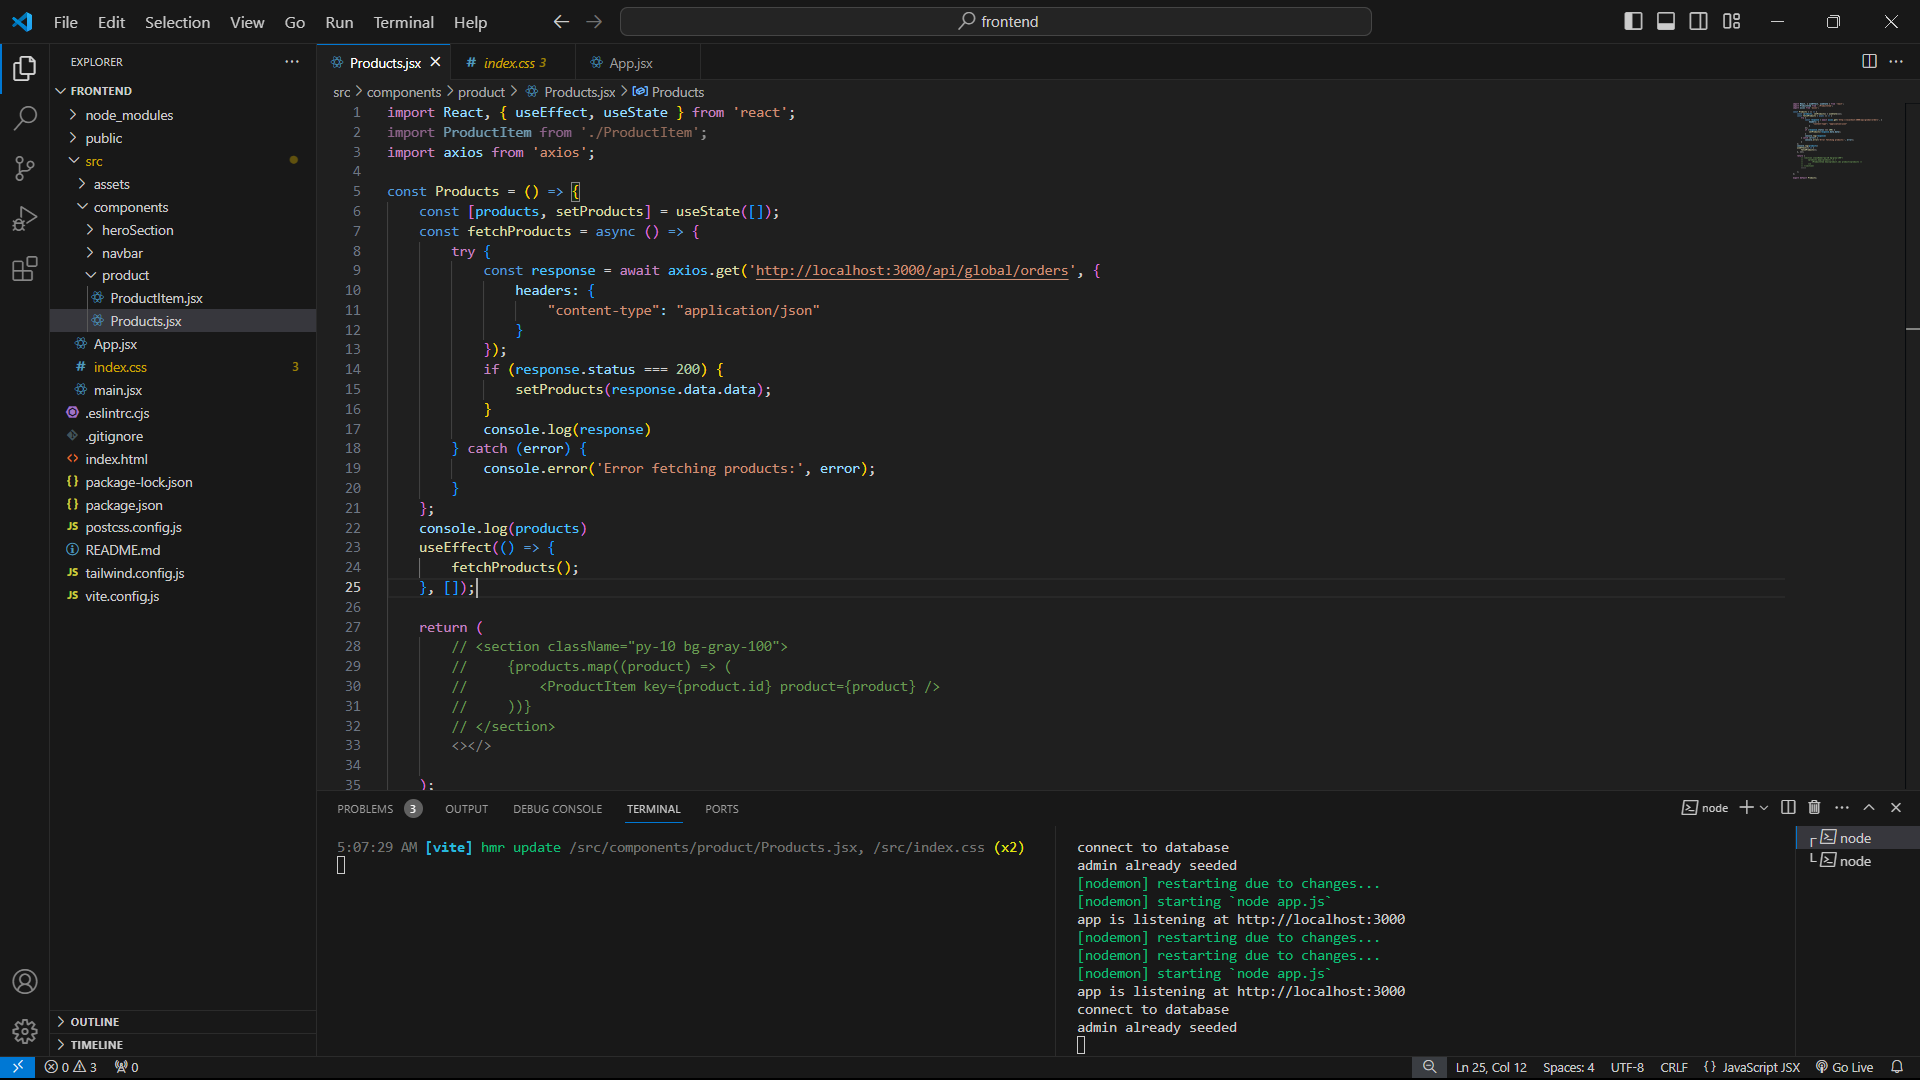 File Edit Selection View Go Run Terminal Help
frontend
EXPLORER
FRONTEND
node_modules
public
src
assets
components
heroSection
navbar
product
ProductItem.jsx
Products.jsx
App.jsx
# index.css 3
main.jsx
.eslintrc.cjs
.gitignore
<> index.html
{} package-lock.json
{} package.json
JS postcss.config.js
README.md
JS tailwind.config.js
JS vite.config.js
OUTLINE
TIMELINE
Products.jsx
# index.css 3
App.jsx
src > components > product > Products.jsx > Products
1 import React, { useEffect, useState } from 'react';
2 import ProductItem from './ProductItem';
3 import axios from 'axios';
4
5 const Products = () => {
6 const [products, setProducts] = useState([]);
7 const fetchProducts = async () => {
8 try {
9 const response = await axios.get('http://localhost:3000/api/global/orders', {
10 headers: {
11 "content-type": "application/json"
12 }
13 });
14 if (response.status === 200) {
15 setProducts(response.data.data);
16 }
17 console.log(response)
18 } catch (error) {
19 console.error('Error fetching products:', error);
20 }
21 };
22 console.log(products)
23 useEffect(() => {
24 fetchProducts();
25 }, []);
26
27 return (
28 // <section className="py-10 bg-gray-100">
29 // {products.map((product) => (
30 // <ProductItem key={product.id} product={product} />
31 // ))}
32 // </section>
33 <></>
34
35 );
PROBLEMS 3 OUTPUT DEBUG CONSOLE TERMINAL PORTS
node
5:07:29 AM [vite] hmr update /src/components/product/Products.jsx, /src/index.css (x2)
connect to database
admin already seeded
[nodemon] restarting due to changes...
[nodemon] starting `node app.js`
app is listening at http://localhost:3000
[nodemon] restarting due to changes...
[nodemon] restarting due to changes...
[nodemon] starting `node app.js`
app is listening at http://localhost:3000
connect to database
admin already seeded
node
node
0 3 0
Ln 25, Col 12 Spaces: 4 UTF-8 CRLF {} JavaScript JSX Go Live